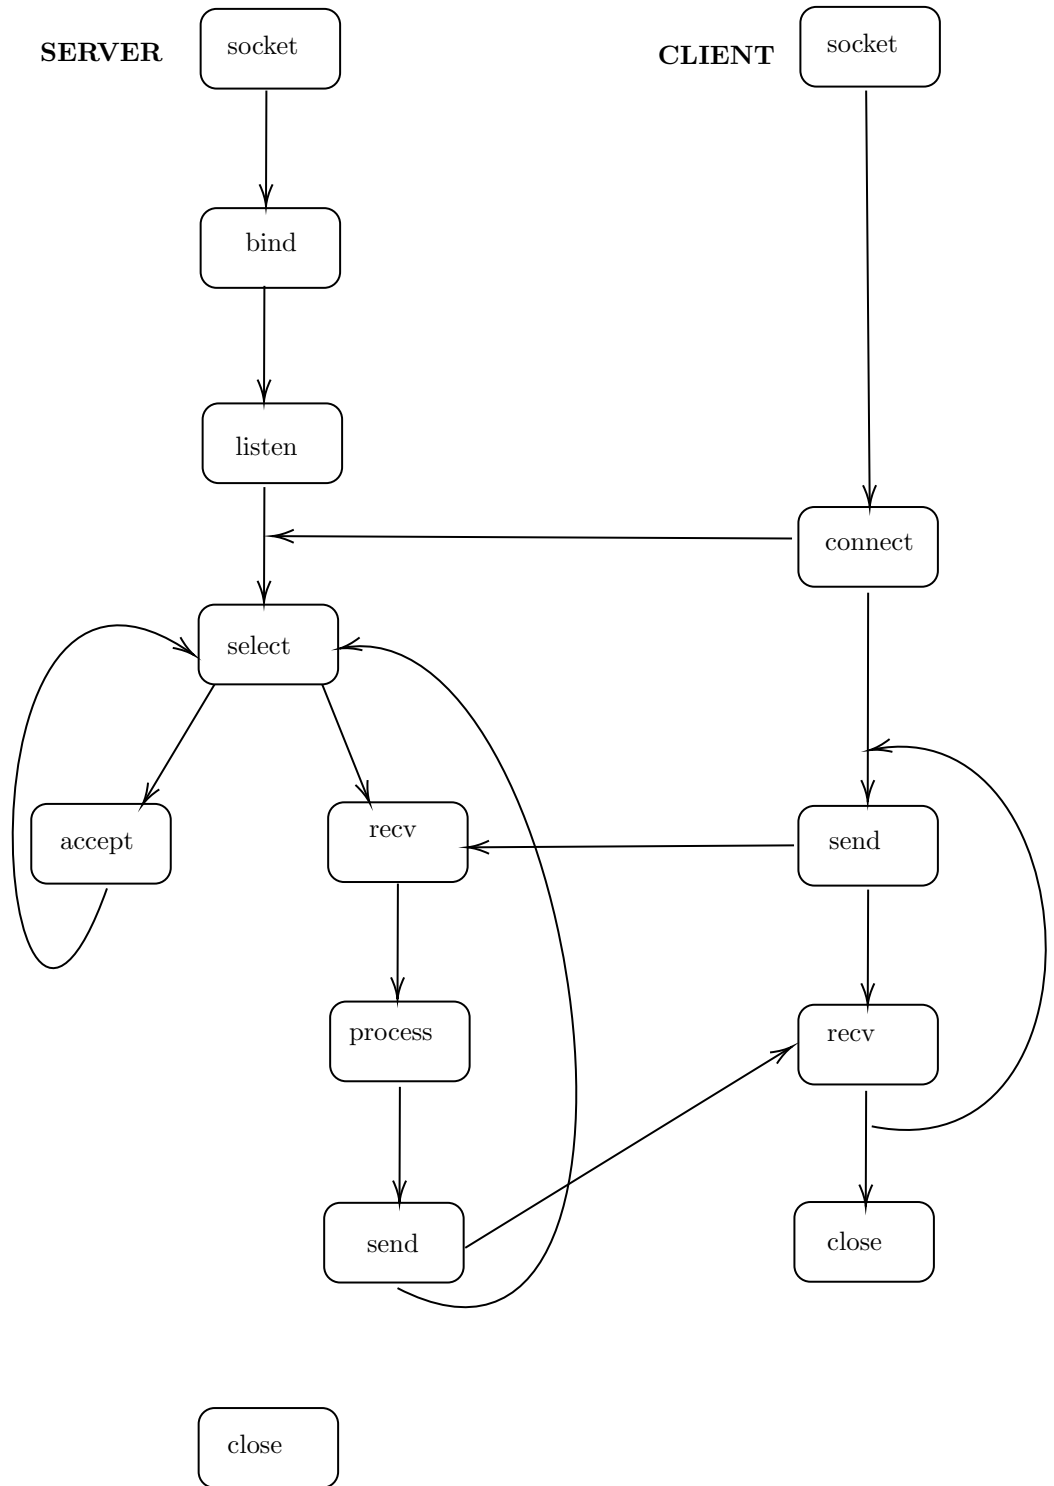 SERVER
socket
CLIENT
socket
bind
listen
connect
select
accept
recv
send
process
recv
send
close
close